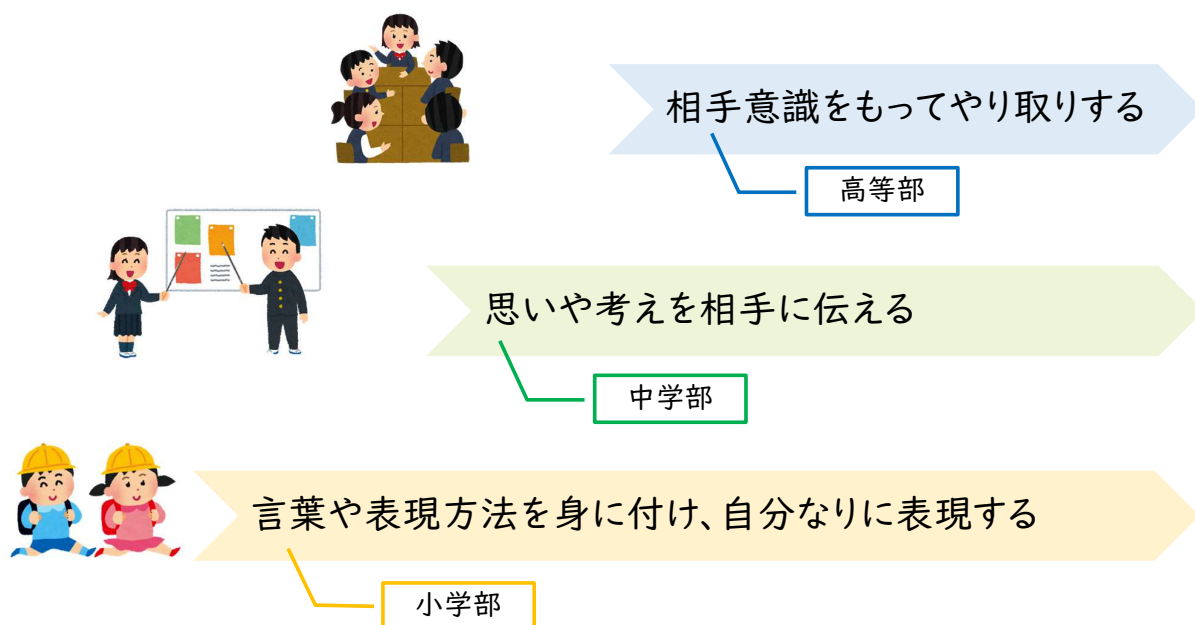 相手意識をもってやり取りする
高等部
思いや考えを相手に伝える
中学部
言葉や表現方法を身に付け、自分なりに表現する
小学部